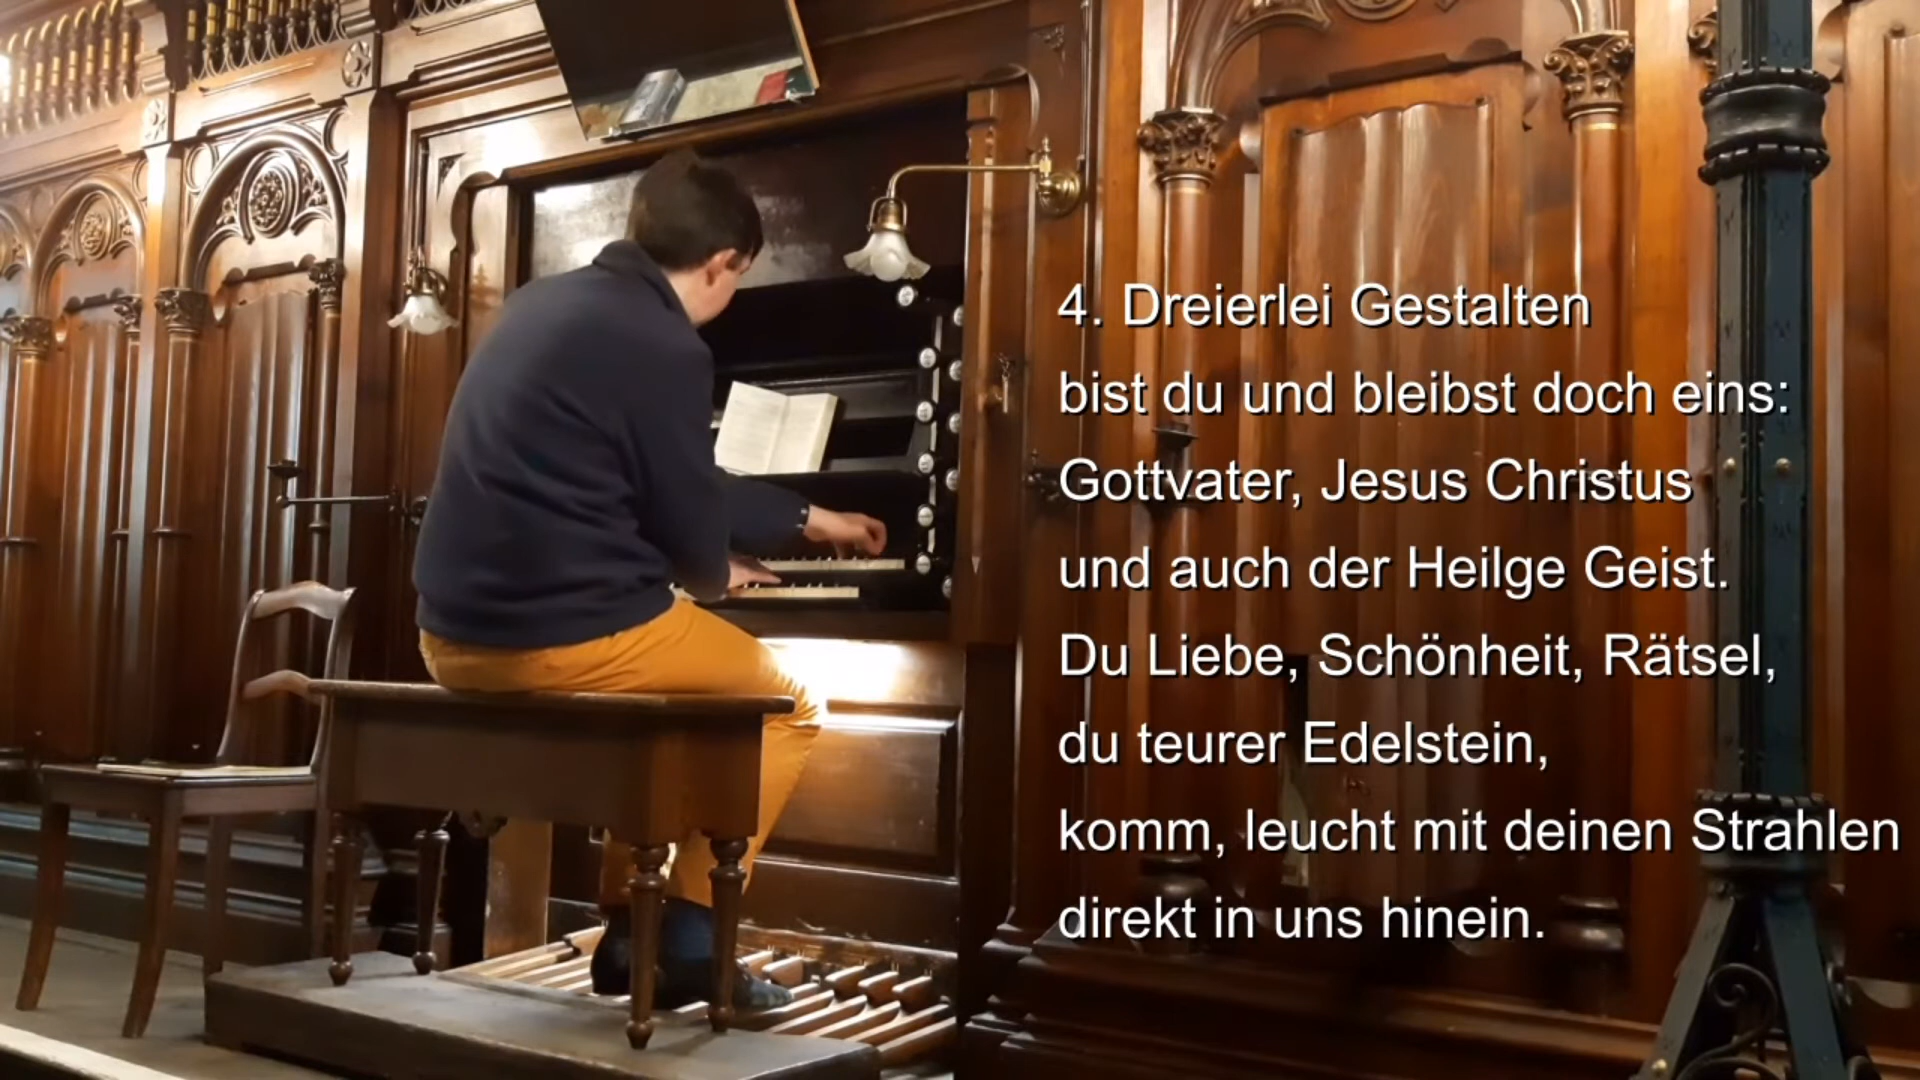 4. Dreierlei Gestalten
bist du und bleibst doch eins:
Gottvater, Jesus Christus
und auch der Heilge Geist.
Du Liebe, Schönheit, Rätsel,
du teurer Edelstein,
komm, leucht mit deinen Strahlen
direkt in uns hinein.